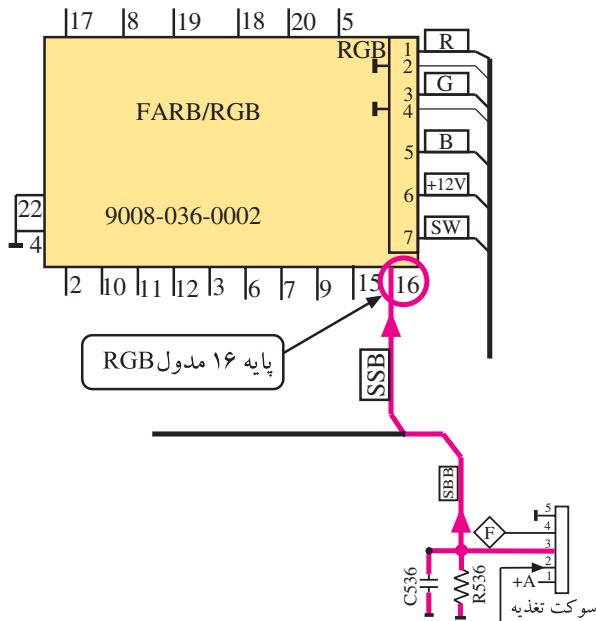 17 8 19 18 20 5
RGB 1 R
2
3 G
4
FARB/RGB
5 B
6 +12V
7 SW
22
4
9008-036-0002
2 10 11 12 3 6 7 9 15 16
پایه ۱۶ مدول RGB
SSB
SBB
5
4 F
3
2
1 +A
C536
R536
سوکت تغذیه